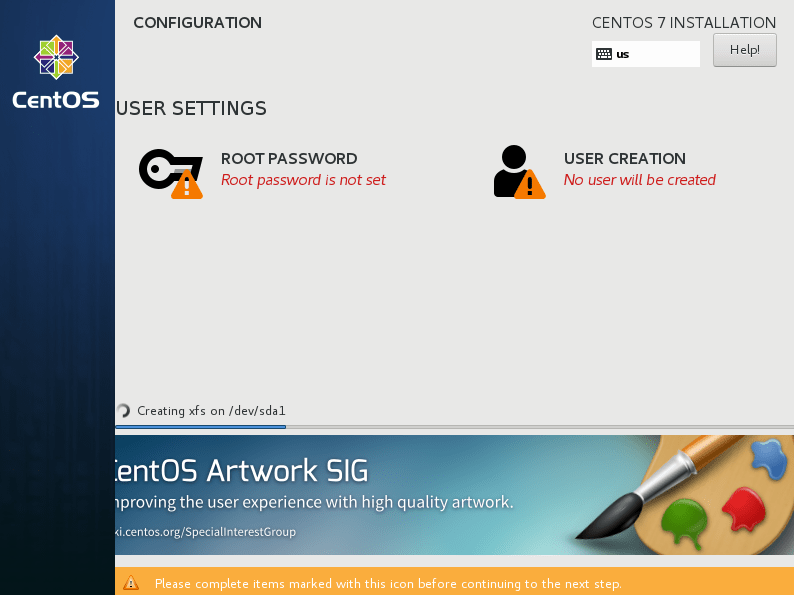 CentOS
CONFIGURATION
CENTOS 7 INSTALLATION
us
Help!
USER SETTINGS
ROOT PASSWORD
Root password is not set
USER CREATION
No user will be created
Creating xfs on /dev/sda1
CentOS Artwork SIG
mproving the user experience with high quality artwork.
ki.centos.org/SpecialInterestGroup
Please complete items marked with this icon before continuing to the next step.